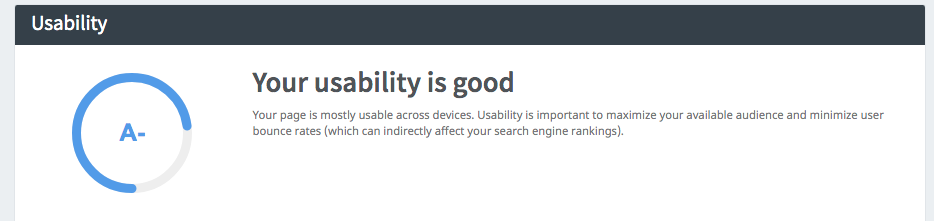 Usability
A-
Your usability is good
Your page is mostly usable across devices. Usability is important to maximize your available audience and minimize user
bounce rates (which can indirectly affect your search engine rankings).